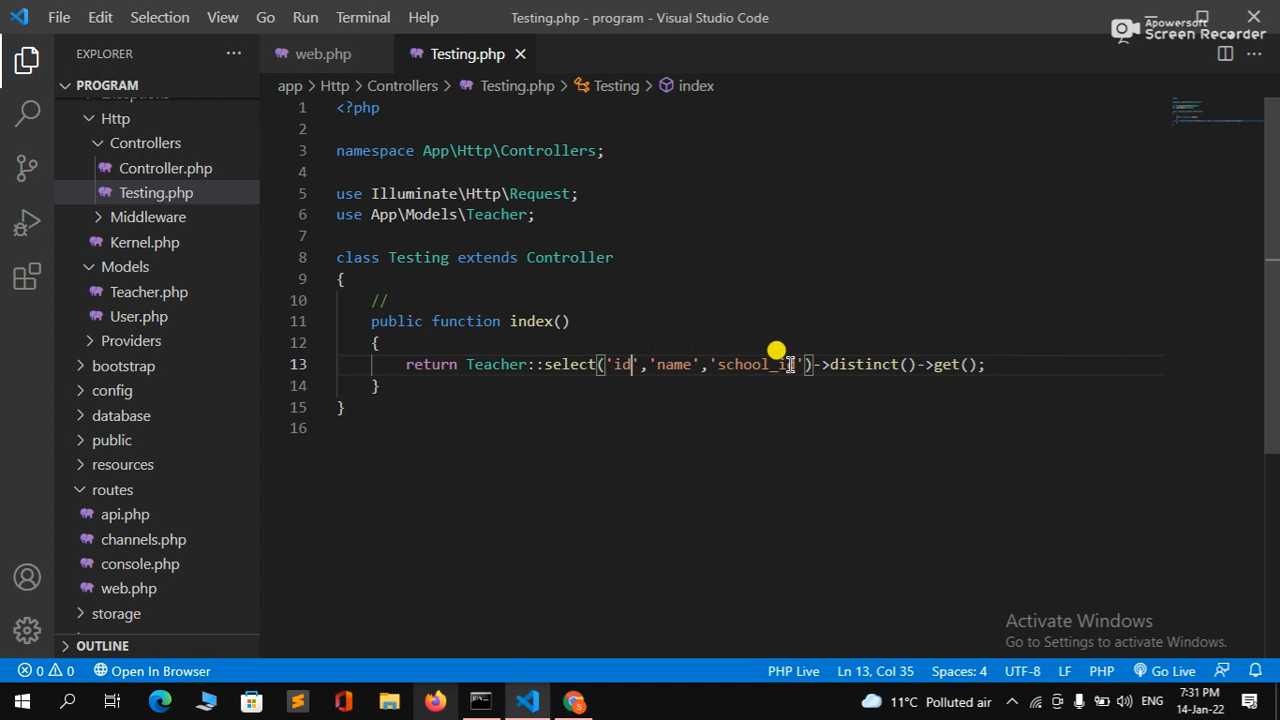 File Edit Selection View Go Run Terminal Help Testing.php - program - Visual Studio Code
Apowersoft
Screen Recorder
EXPLORER
web.php
Testing.php
PROGRAM
app > Http > Controllers > Testing.php > Testing > index
Http
Controllers
Controller.php
Testing.php
Middleware
Kernel.php
Models
Teacher.php
User.php
Providers
bootstrap
config
database
public
resources
routes
api.php
channels.php
console.php
web.php
storage
OUTLINE
1 <?php
2
3 namespace App\Http\Controllers;
4
5 use Illuminate\Http\Request;
6 use App\Models\Teacher;
7
8 class Testing extends Controller
9 {
10 //
11 public function index()
12 {
13 return Teacher::select('id','name','school_id')->distinct()->get();
14 }
15 }
16
Activate Windows
Go to Settings to activate Windows.
0 0 Open In Browser PHP Live Ln 13, Col 35 Spaces: 4 UTF-8 LF PHP Go Live
11°C Polluted air ENG 7:31 PM
14-Jan-22